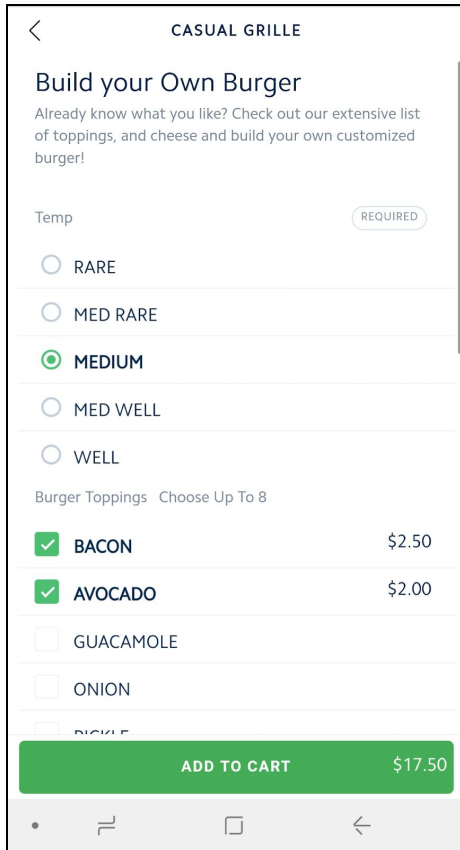 CASUAL GRILLE
Build your Own Burger
Already know what you like? Check out our extensive list
of toppings, and cheese and build your own customized
burger!
Temp REQUIRED
RARE
MED RARE
MEDIUM
MED WELL
WELL
Burger Toppings Choose Up To 8
BACON $2.50
AVOCADO $2.00
GUACAMOLE
ONION
PICKLE
ADD TO CART $17.50